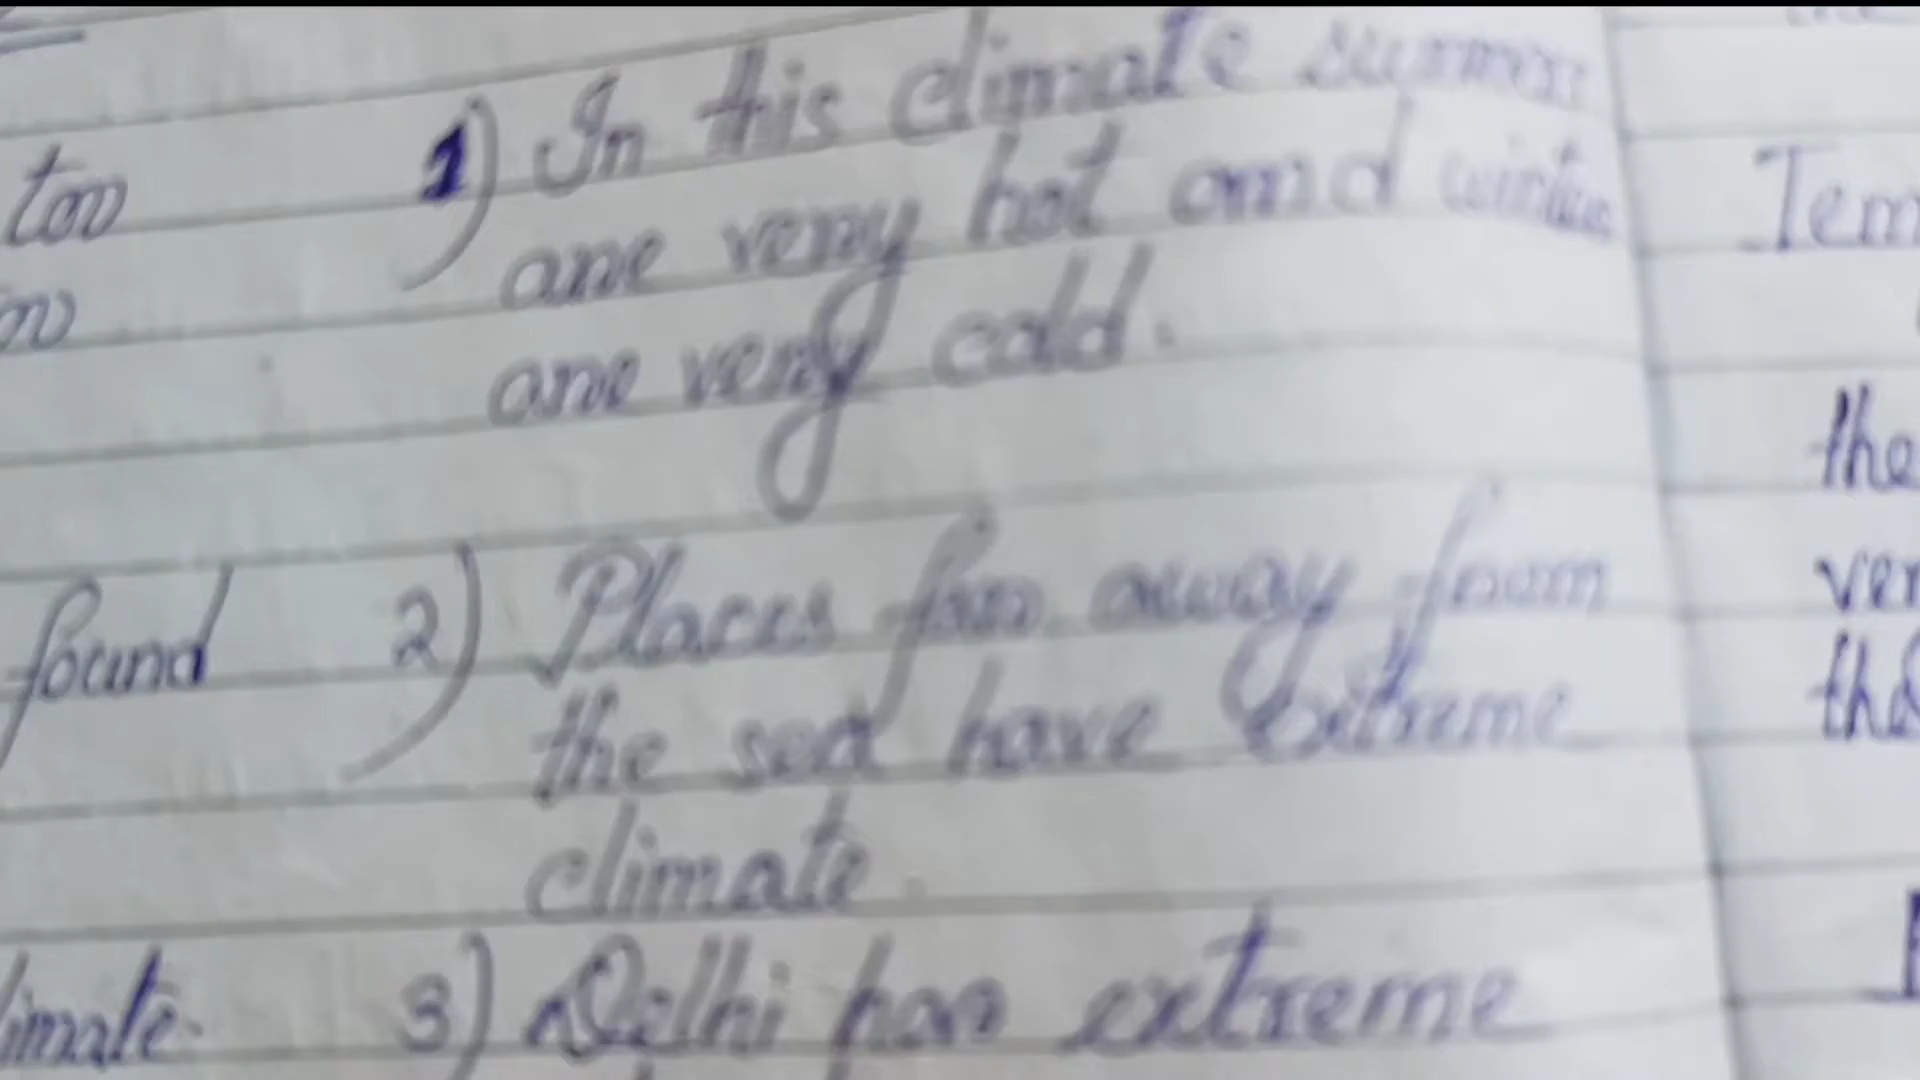 too
1) In this climate summer
are very hot and winters
are very cold.
found
2) Places far away from
the sea have extreme
climate.
3) Delhi has extreme
Tem
the
ver
the